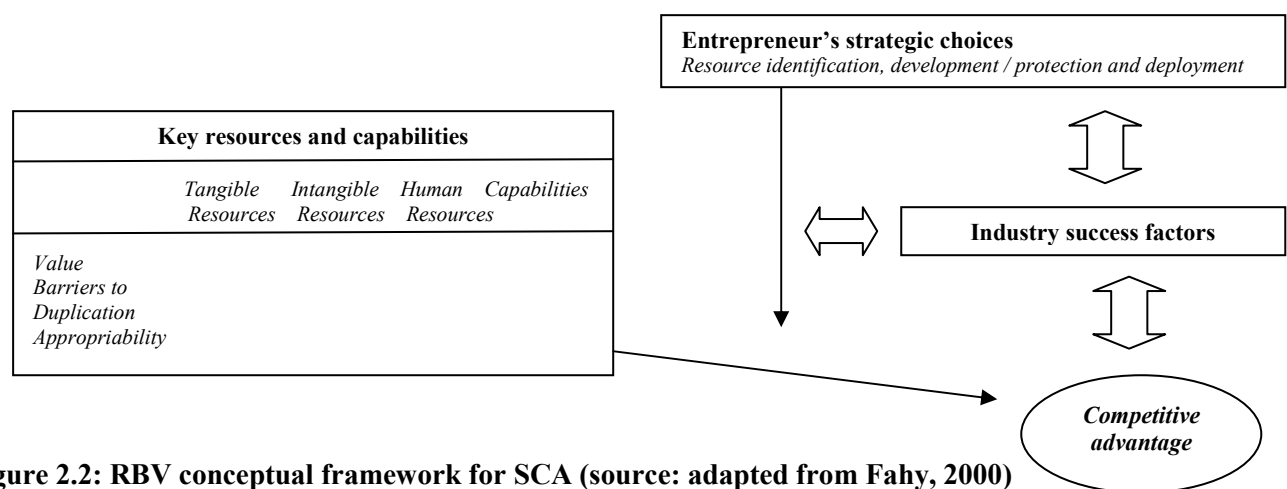 Entrepreneur’s strategic choices
Resource identification, development / protection and deployment
Key resources and capabilities
Tangible Intangible Human Capabilities
Resources Resources Resources
Industry success factors
Value
Barriers to
Duplication
Appropriability
Competitive
advantage
gure 2.2: RBV conceptual framework for SCA (source: adapted from Fahy, 2000)